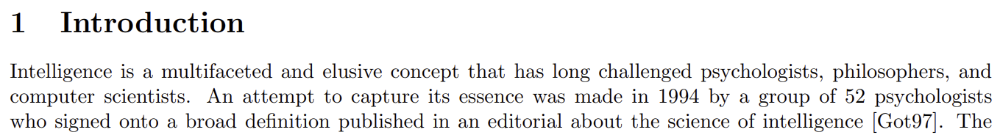 1 Introduction
Intelligence is a multifaceted and elusive concept that has long challenged psychologists, philosophers, and
computer scientists. An attempt to capture its essence was made in 1994 by a group of 52 psychologists
who signed onto a broad definition published in an editorial about the science of intelligence [Got97]. The